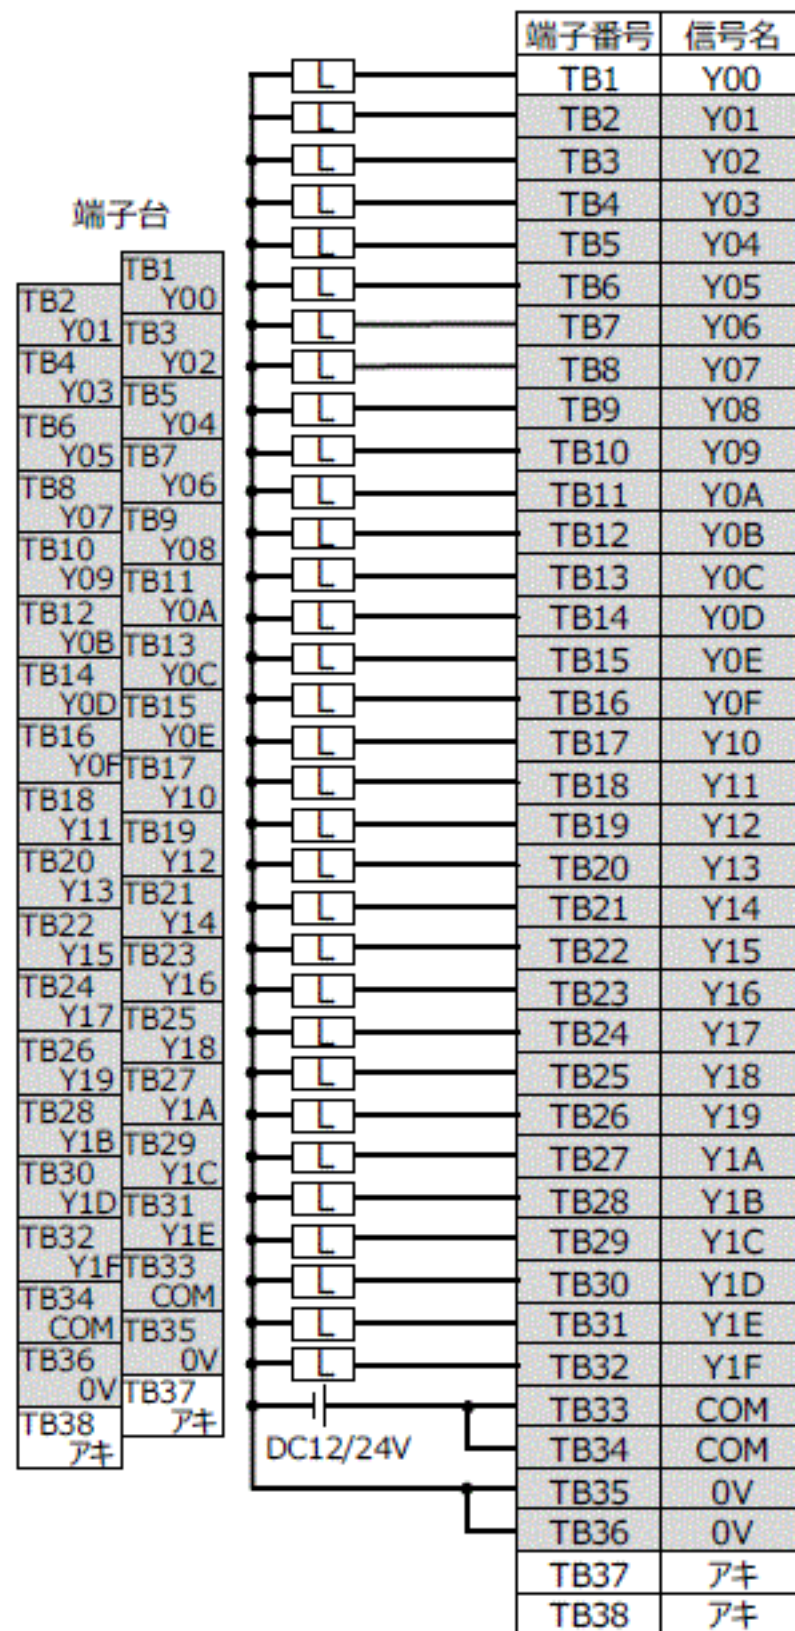 端子台
TB1
Y00
TB2
Y01
TB3
Y02
TB4
Y03
TB5
Y04
TB6
Y05
TB7
Y06
TB8
Y07
TB9
Y08
TB10
Y09
TB11
Y0A
TB12
Y0B
TB13
Y0C
TB14
Y0D
TB15
Y0E
TB16
Y0F
TB17
Y10
TB18
Y11
TB19
Y12
TB20
Y13
TB21
Y14
TB22
Y15
TB23
Y16
TB24
Y17
TB25
Y18
TB26
Y19
TB27
Y1A
TB28
Y1B
TB29
Y1C
TB30
Y1D
TB31
Y1E
TB32
Y1F
TB33
COM
TB34
COM
TB35
0V
TB36
0V
TB37
アキ
TB38
アキ
端子番号 信号名
L TB1 Y00
L TB2 Y01
L TB3 Y02
L TB4 Y03
L TB5 Y04
L TB6 Y05
L TB7 Y06
L TB8 Y07
L TB9 Y08
L TB10 Y09
L TB11 Y0A
L TB12 Y0B
L TB13 Y0C
L TB14 Y0D
L TB15 Y0E
L TB16 Y0F
L TB17 Y10
L TB18 Y11
L TB19 Y12
L TB20 Y13
L TB21 Y14
L TB22 Y15
L TB23 Y16
L TB24 Y17
L TB25 Y18
L TB26 Y19
L TB27 Y1A
L TB28 Y1B
L TB29 Y1C
L TB30 Y1D
L TB31 Y1E
L TB32 Y1F
TB33 COM
DC12/24V TB34 COM
TB35 0V
TB36 0V
TB37 アキ
TB38 アキ